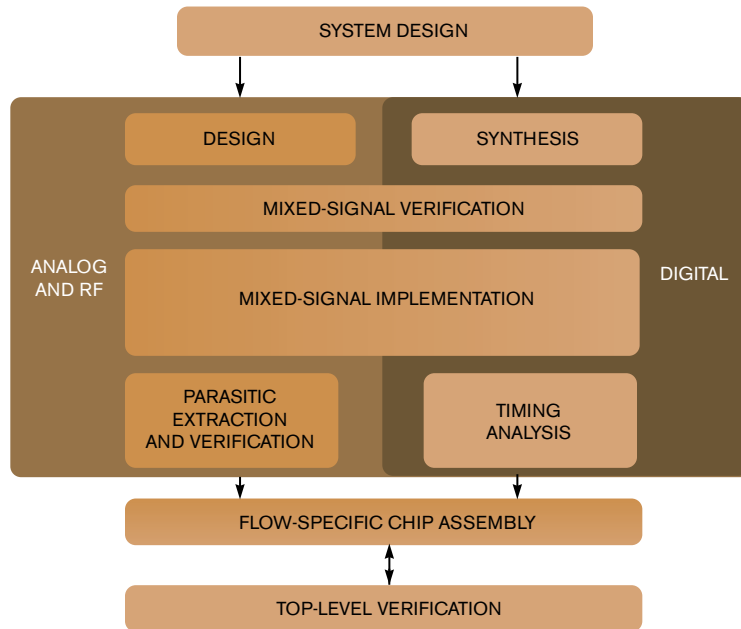 SYSTEM DESIGN
DESIGN
SYNTHESIS
MIXED-SIGNAL VERIFICATION
ANALOG
AND RF
MIXED-SIGNAL IMPLEMENTATION
DIGITAL
PARASITIC
EXTRACTION
AND VERIFICATION
TIMING
ANALYSIS
FLOW-SPECIFIC CHIP ASSEMBLY
TOP-LEVEL VERIFICATION